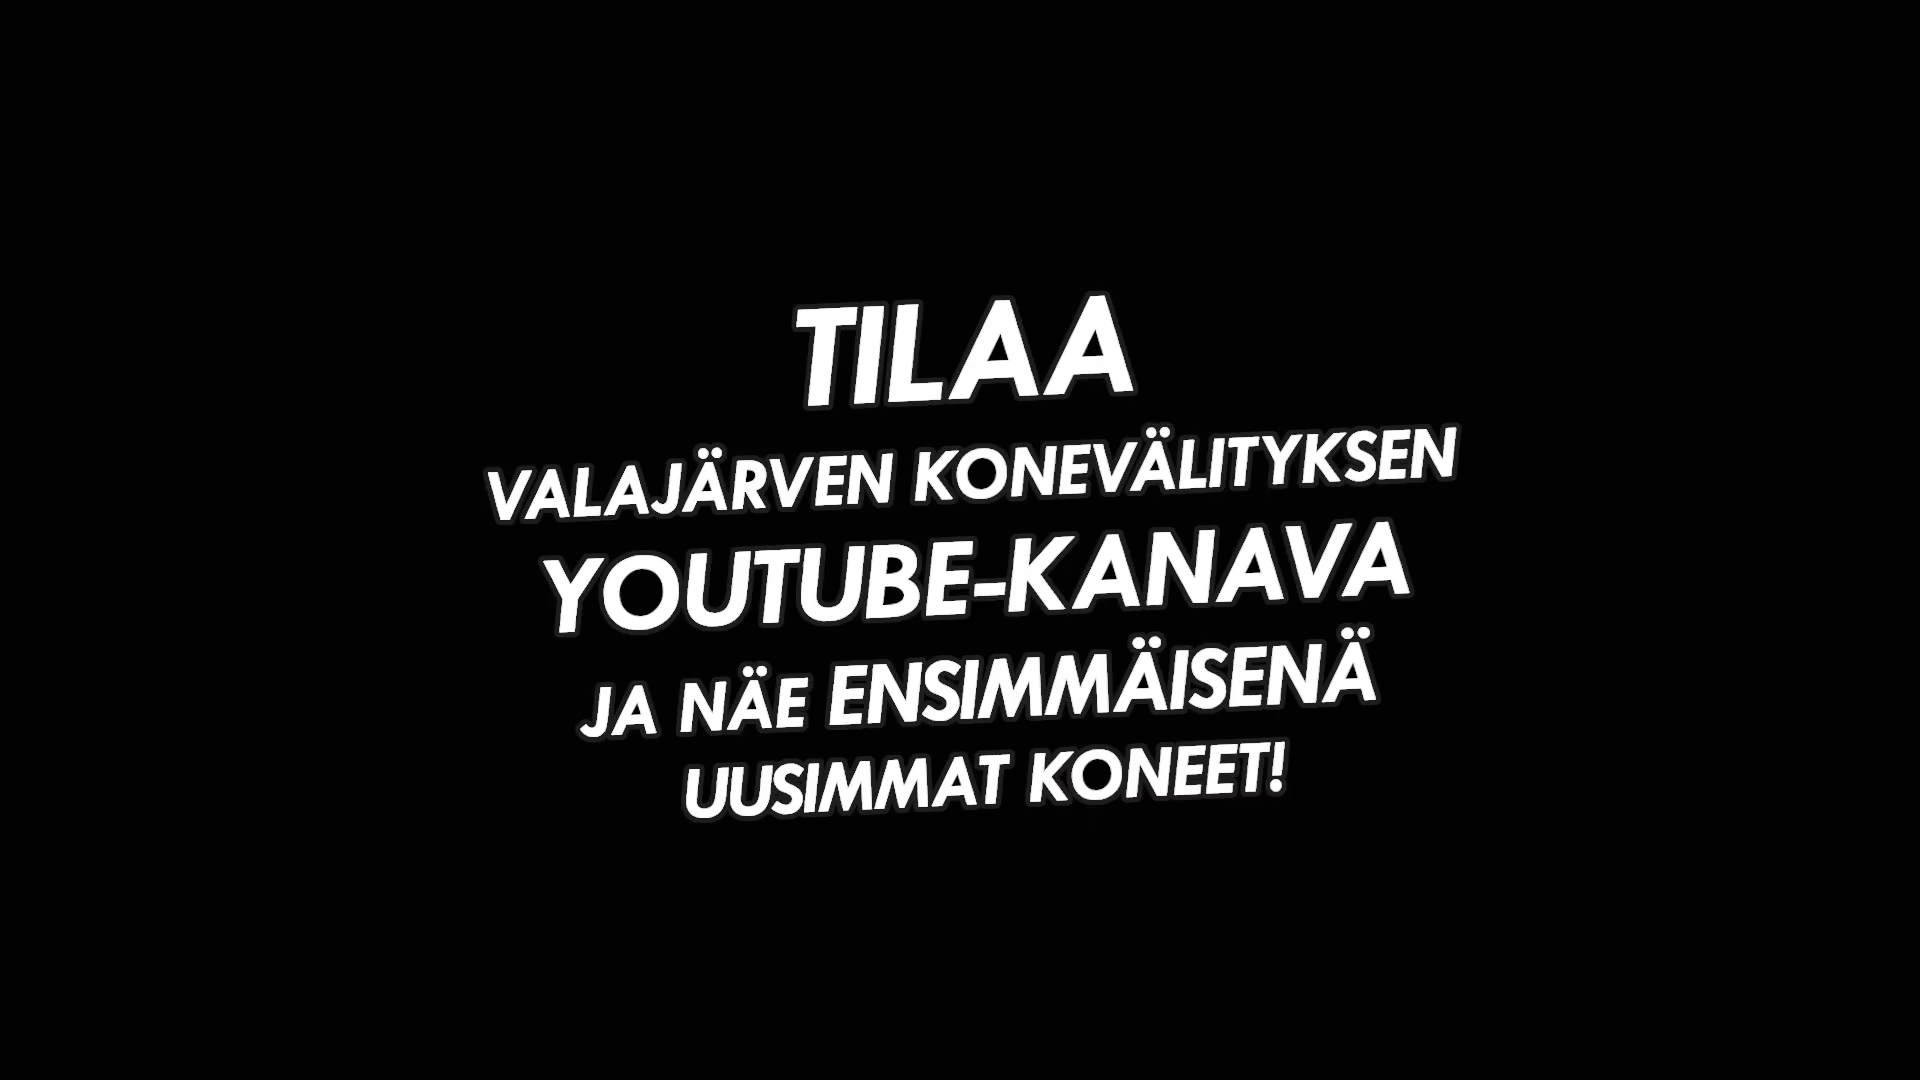 TILAA
VALAJÄRVEN KONEVÄLITYKSEN
YOUTUBE-KANAVA
JA NÄE ENSIMMÄISENÄ
UUSIMMAT KONEET!